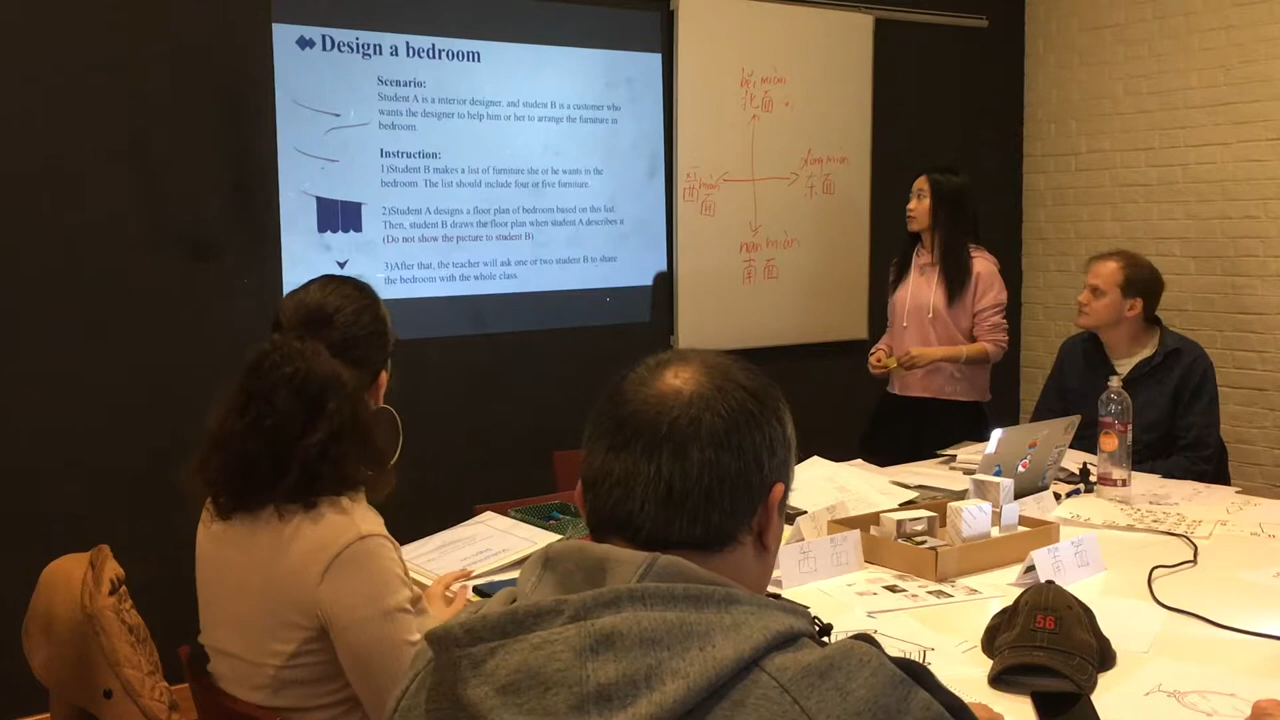 Design a bedroom
Scenario:
Student A is a interior designer, and student B is a customer who
wants the designer to help him or her to arrange the furniture in
bedroom.
Instruction:
1)Student B makes a list of furniture she or he wants in the
bedroom. The list should include four or five furniture.
2)Student A designs a floor plan of bedroom based on this list.
Then, student B draws the floor plan when student A describes it
(Do not show the picture to student B)
3)After that, the teacher will ask one or two student B to share
the bedroom with the whole class.
běi miàn
北面
xī miàn
西面
dōng miàn
东面
nán miàn
南面
西面
南面
56